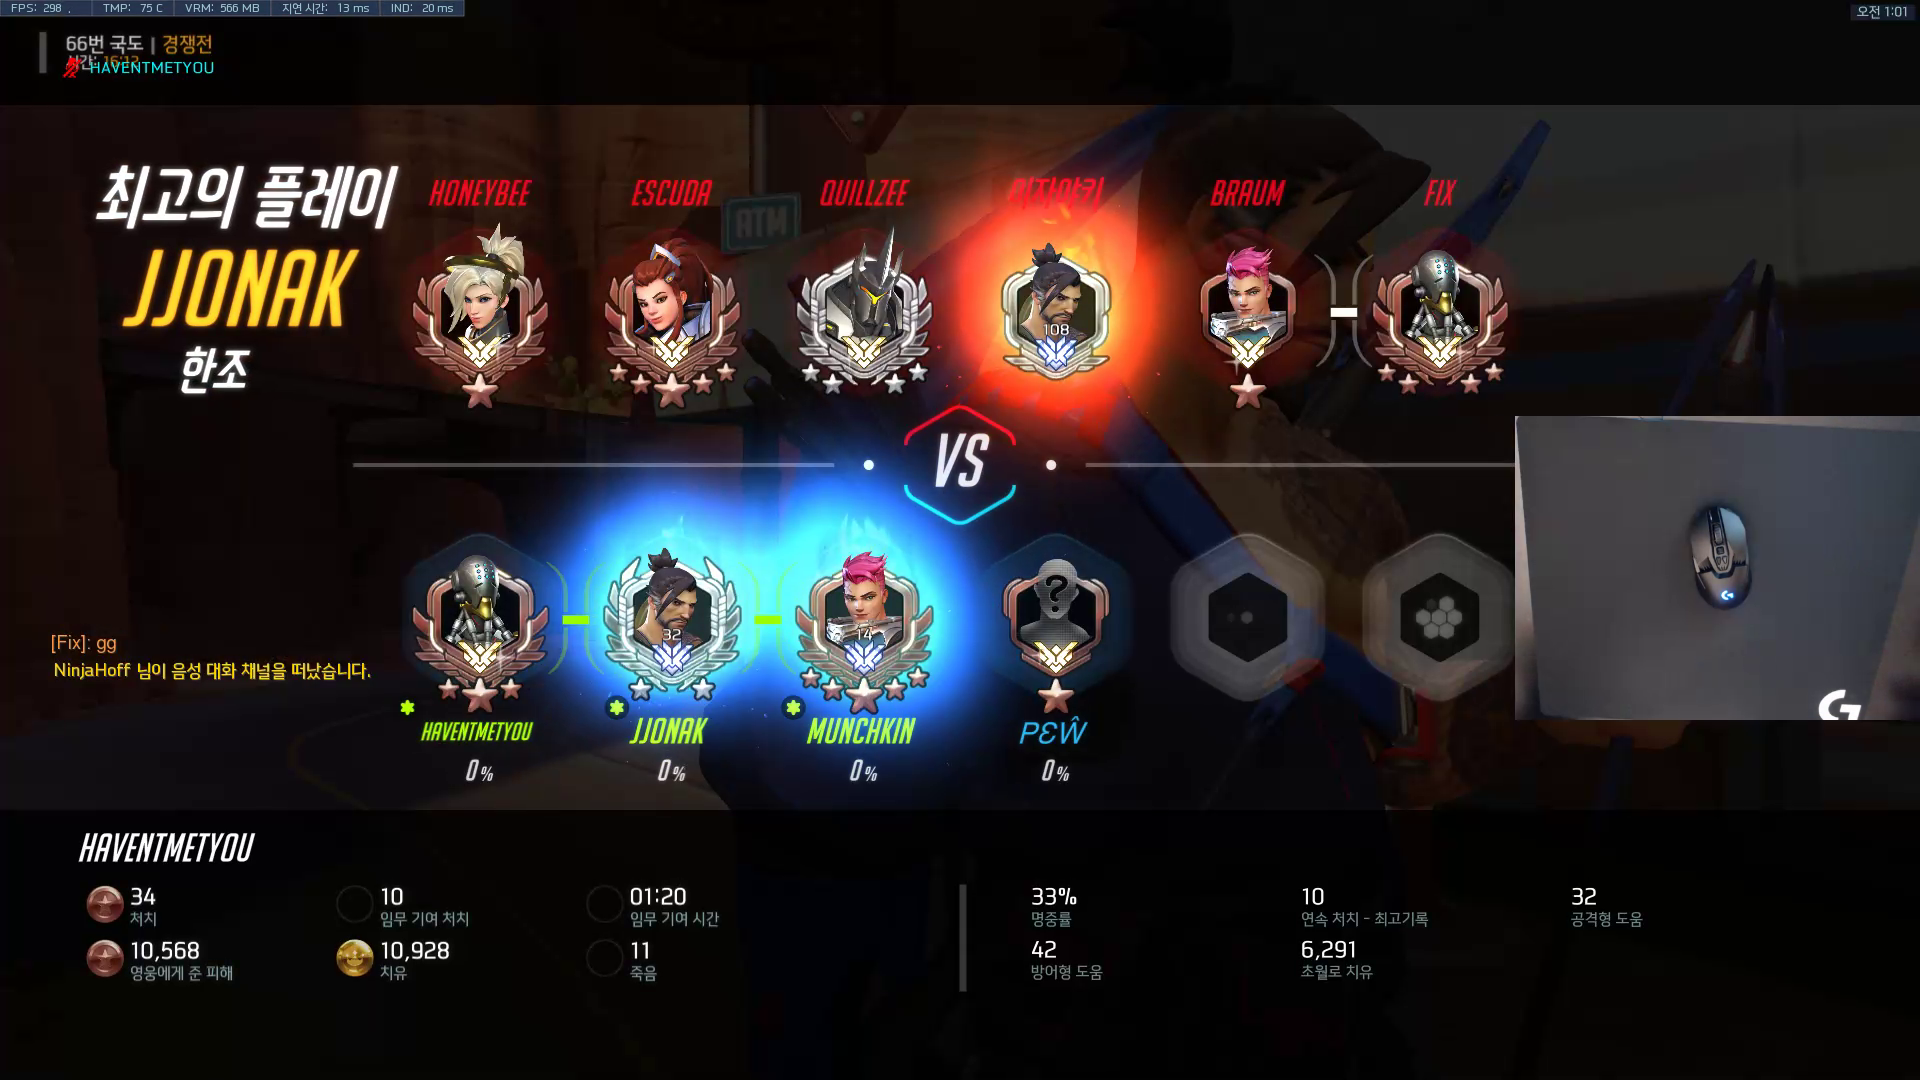 FPS: 298
TMP: 75 C
VRM: 566 MB
지연 시간: 13 ms
IND: 20 ms
오전 1:01
66번 국도 | 경쟁전
HAVENTMETYOU
최고의 플레이
JJONAK
한조
HONEYBEE
ESCUDA
QUILLZEE
BRAUM
FIX
ATM
108
VS
[Fix]: gg
NinjaHoff 님이 음성 대화 채널을 떠났습니다.
32
14
?
HAVENTMETYOU
JJONAK
MUNCHKIN
PƐŴ
0%
0%
0%
0%
G
HAVENTMETYOU
34
처치
10
임무 기여 처치
01:20
임무 기여 시간
33%
명중률
10
연속 처치 - 최고기록
32
공격형 도움
10,568
영웅에게 준 피해
10,928
치유
11
죽음
42
방어형 도움
6,291
초월로 치유